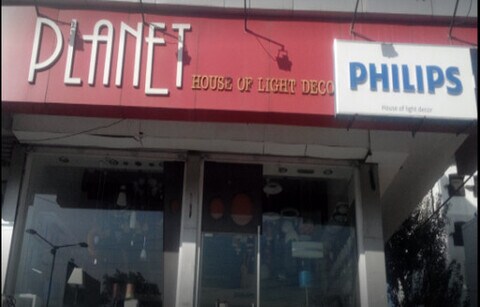 PLANET
HOUSE OF LIGHT DECO
PHILIPS
House of light decor